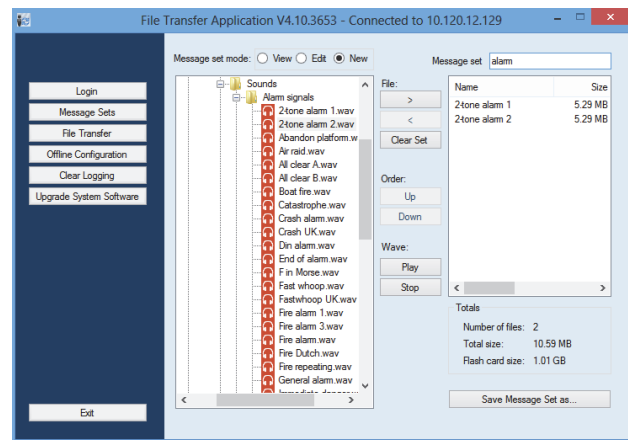 File Transfer Application V4.10.3653 - Connected to 10.120.12.129
Message set mode: View Edit New
Message set alarm
Login
Message Sets
File Transfer
Offline Configuration
Clear Logging
Upgrade System Software
Exit
Sounds
Alarm signals
2-tone alarm 1.wav
2-tone alarm 2.wav
Abandon platform.w
Air raid.wav
All clear A.wav
All clear B.wav
Boat fire.wav
Catastrophe.wav
Crash alarm.wav
Crash UK.wav
Din alarm.wav
End of alarm.wav
F in Morse.wav
Fast whoop.wav
Fastwhoop UK.wav
Fire alarm 1.wav
Fire alarm 3.wav
Fire alarm.wav
Fire Dutch.wav
Fire repeating.wav
General alarm.wav
File:
>
<
Clear Set
Order:
Up
Down
Wave:
Play
Stop
Name Size
2-tone alarm 1 5.29 MB
2-tone alarm 2 5.29 MB
Totals
Number of files: 2
Total size: 10.59 MB
Flash card size: 1.01 GB
Save Message Set as...